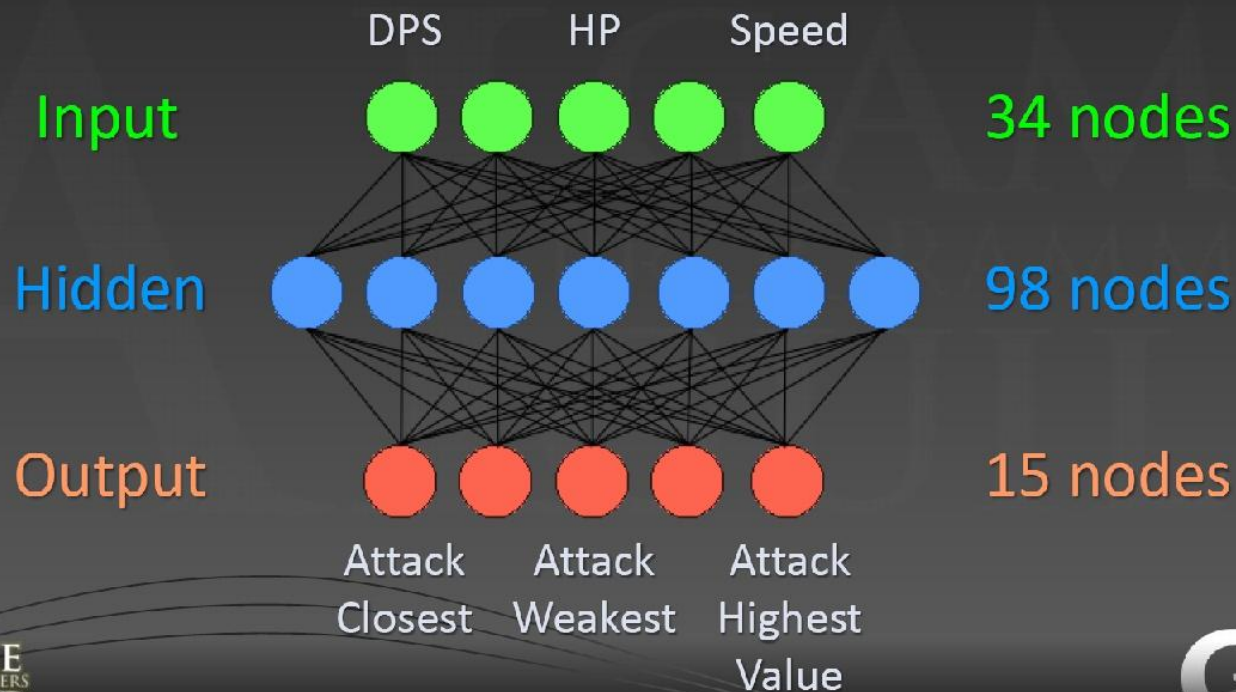 DPS HP Speed
Input 34 nodes
Hidden 98 nodes
Output 15 nodes
Attack Attack Attack
Closest Weakest Highest
Value